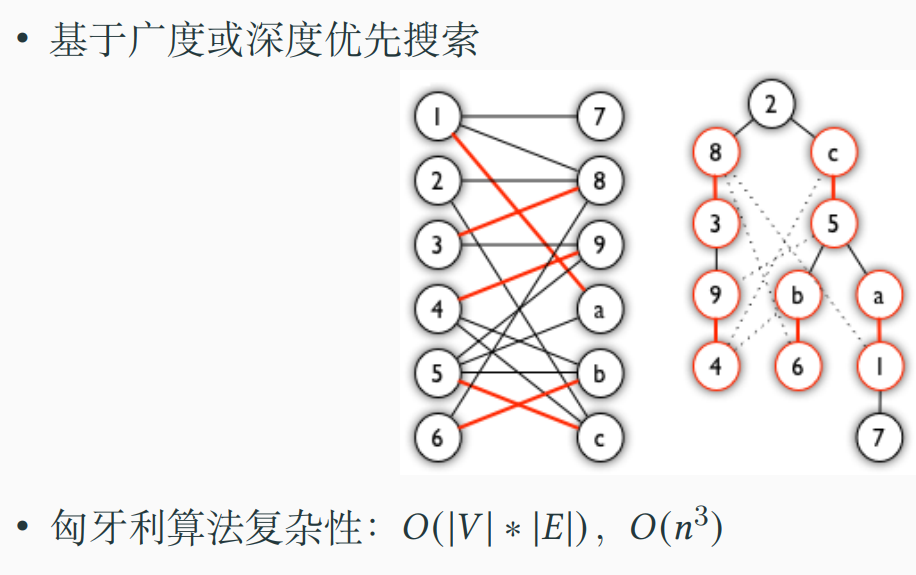 • 基于广度或深度优先搜索
1 7
2 8
3 9
4 a
5 b
6 c
2
8 c
3 5
9 b a
4 6 1
7
• 匈牙利算法复杂性：O(|V| * |E|)，O(n³)